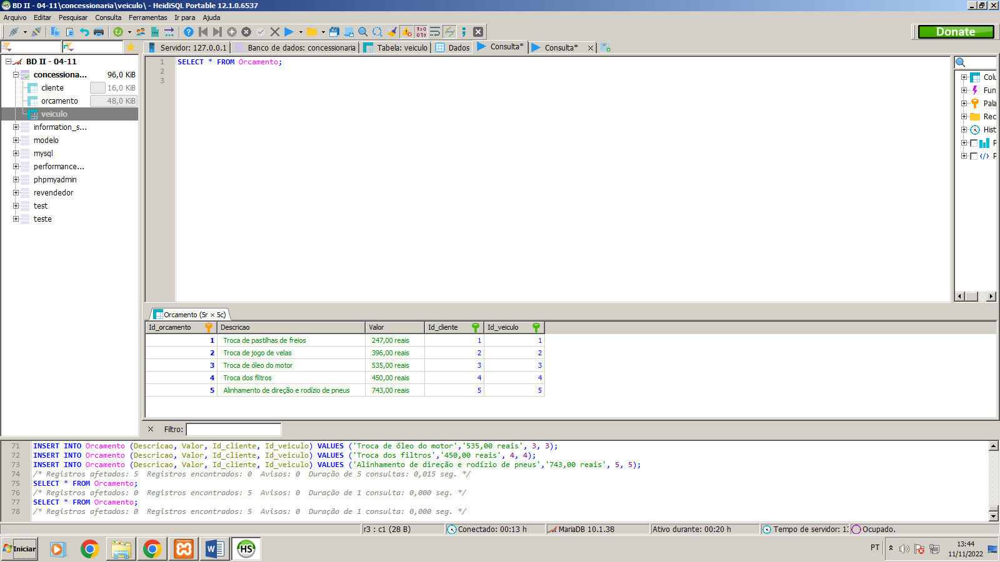 BD II - 04-11\concessionaria\veiculo\ - HeidiSQL Portable 12.1.0.6537
Arquivo Editar Pesquisar Consulta Ferramentas Ir para Ajuda
Donate
Servidor: 127.0.0.1 Banco de dados: concessionaria Tabela: veiculo Dados Consulta* Consulta*
BD II - 04-11
concessiona... 96,0 KiB
cliente 16,0 KiB
orcamento 48,0 KiB
veiculo
information_s...
modelo
mysql
performance...
phpmyadmin
revendedor
test
teste
1 SELECT * FROM Orcamento;
2
3
Colu
Fun
Pala
Rec
Hist
P
P
Orcamento (5r × 5c)
Id_orcamento Descricao Valor Id_cliente Id_veiculo
1 Troca de pastilhas de freios 247,00 reais 1 1
2 Troca de jogo de velas 396,00 reais 2 2
3 Troca de óleo do motor 535,00 reais 3 3
4 Troca dos filtros 450,00 reais 4 4
5 Alinhamento de direção e rodízio de pneus 743,00 reais 5 5
Filtro:
71 INSERT INTO Orcamento (Descricao, Valor, Id_cliente, Id_veiculo) VALUES ('Troca de óleo do motor','535,00 reais', 3, 3);
72 INSERT INTO Orcamento (Descricao, Valor, Id_cliente, Id_veiculo) VALUES ('Troca dos filtros','450,00 reais', 4, 4);
73 INSERT INTO Orcamento (Descricao, Valor, Id_cliente, Id_veiculo) VALUES ('Alinhamento de direção e rodízio de pneus','743,00 reais', 5, 5);
74 /* Registros afetados: 5 Registros encontrados: 0 Avisos: 0 Duração de 5 consultas: 0,015 seg. */
75 SELECT * FROM Orcamento;
76 /* Registros afetados: 0 Registros encontrados: 5 Avisos: 0 Duração de 1 consulta: 0,000 seg. */
77 SELECT * FROM Orcamento;
78 /* Registros afetados: 0 Registros encontrados: 5 Avisos: 0 Duração de 1 consulta: 0,000 seg. */
r3 : c1 (28 B) Conectado: 00:13 h MariaDB 10.1.38 Ativo durante: 00:20 h Tempo de servidor: 13 Ocupado.
Iniciar HS PT 13:44
11/11/2022